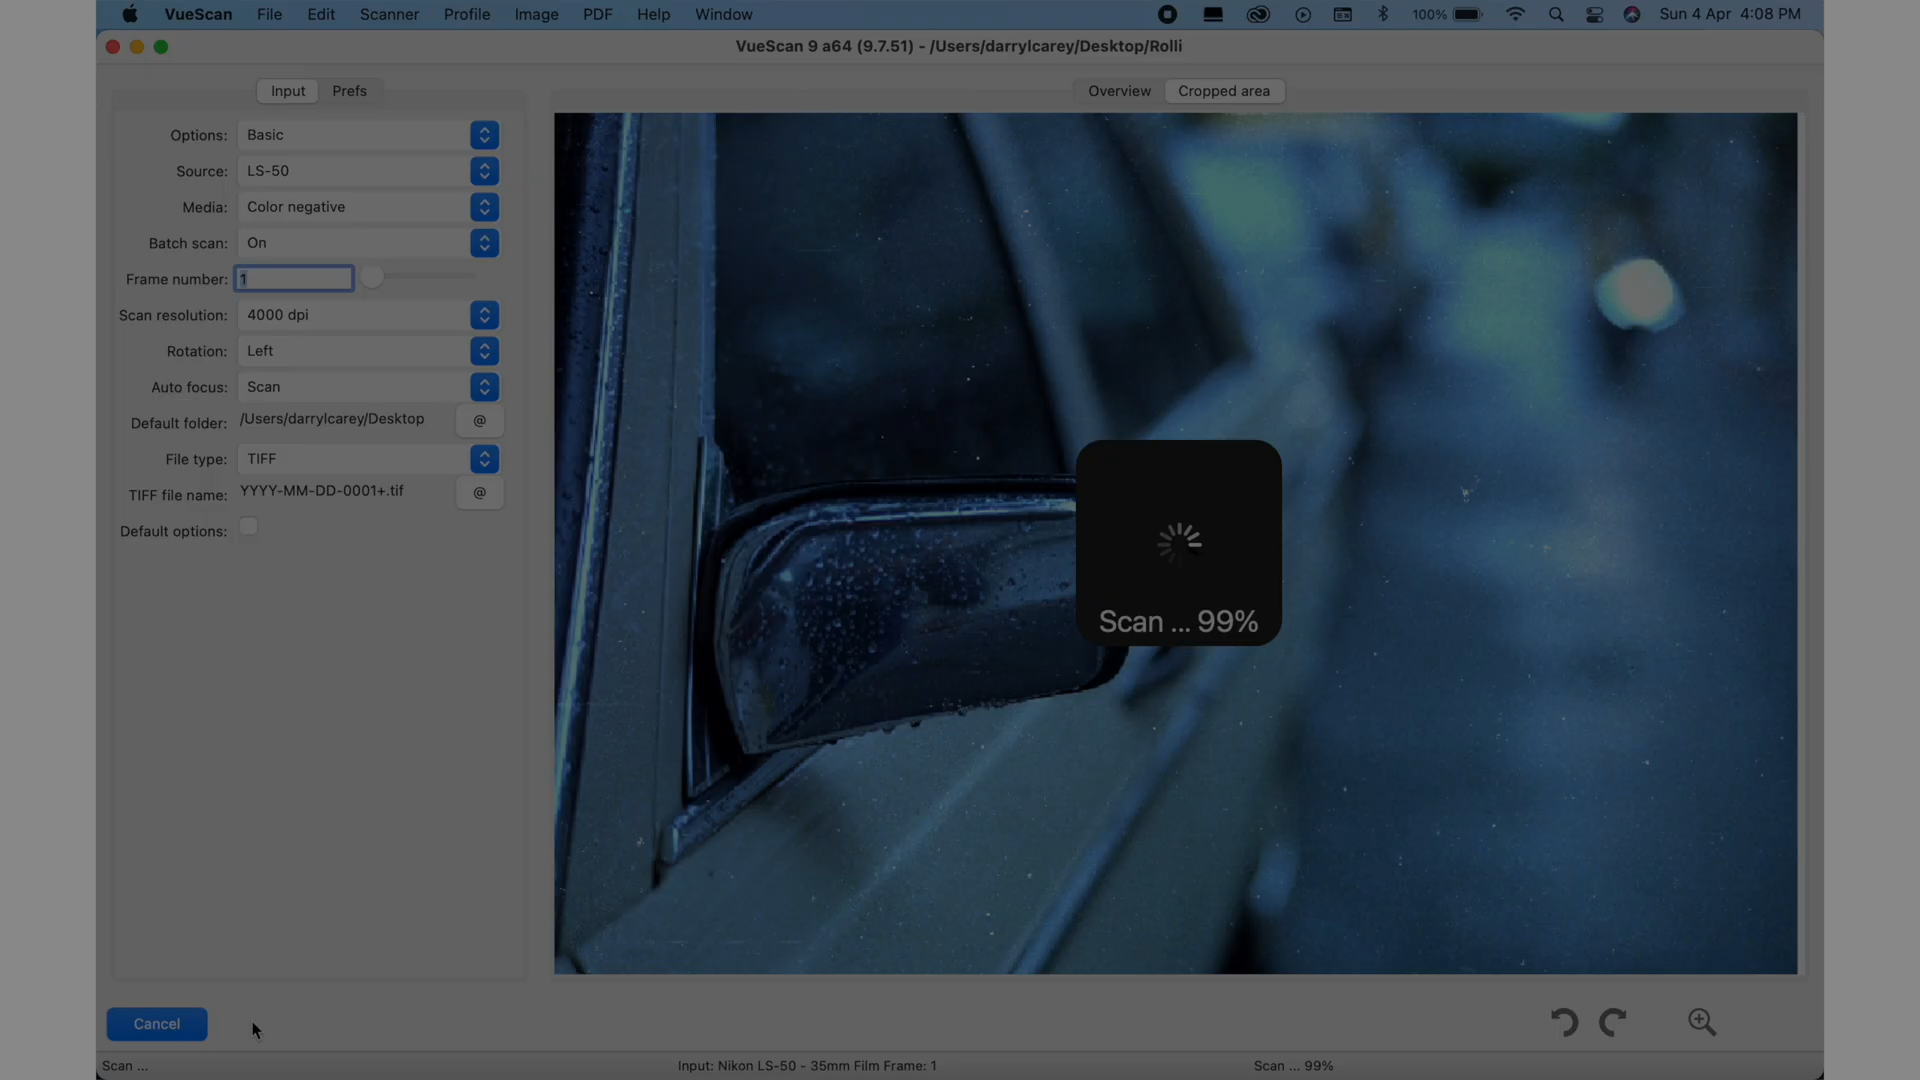 VueScan File Edit Scanner Profile Image PDF Help Window 100% Sun 4 Apr 4:08 PM
VueScan 9 a64 (9.7.51) - /Users/darrylcarey/Desktop/Rolli
Input Prefs
Overview Cropped area
Options: Basic
Source: LS-50
Media: Color negative
Batch scan: On
Frame number: 1
Scan resolution: 4000 dpi
Rotation: Left
Auto focus: Scan
Default folder: /Users/darrylcarey/Desktop @
File type: TIFF
TIFF file name: YYYY-MM-DD-0001+.tif @
Default options:
Scan ... 99%
Cancel
Scan ... Input: Nikon LS-50 - 35mm Film Frame: 1 Scan ... 99%